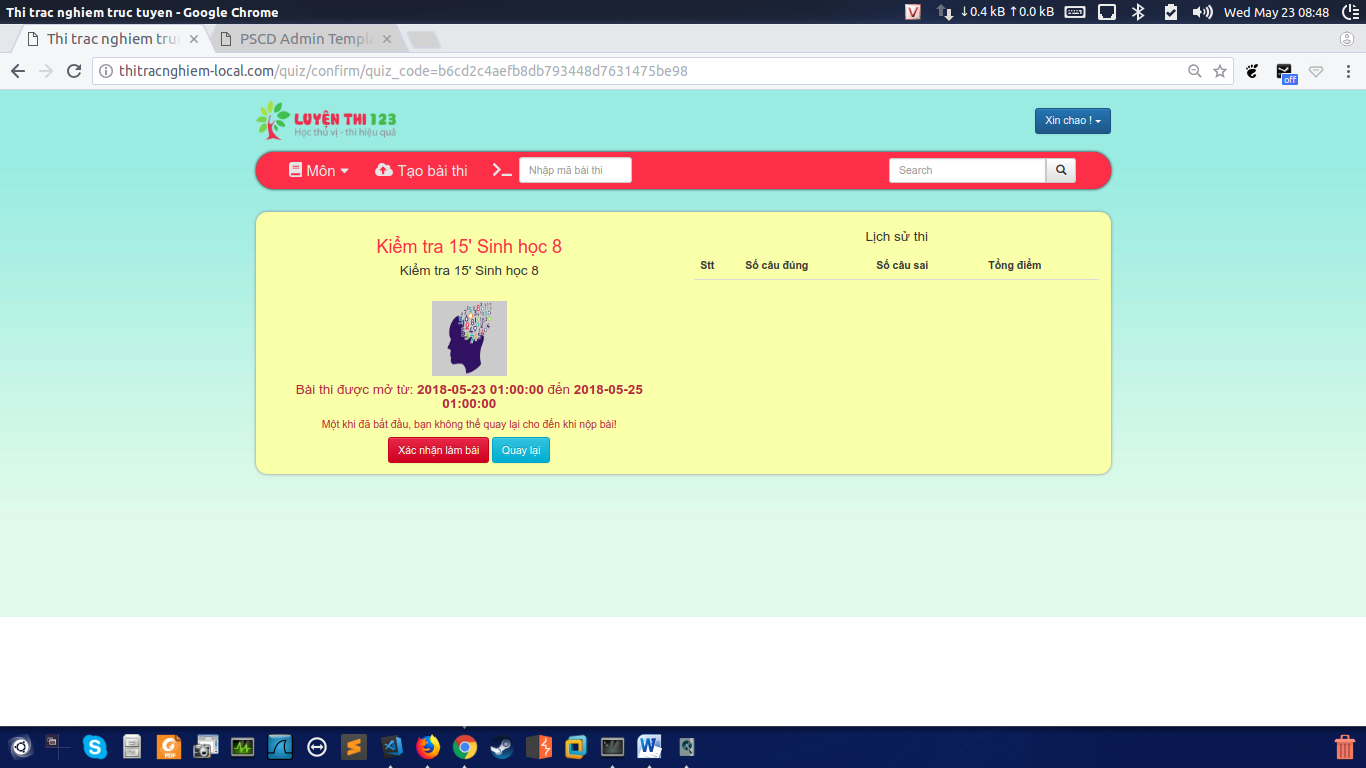 Thi trac nghiem truc tuyen - Google Chrome
↓0.4 kB ↑0.0 kB
Wed May 23 08:48
Thi trac nghiem truc
PSCD Admin Templa
thitracnghiem-local.com/quiz/confirm/quiz_code=b6cd2c4aefb8db793448d7631475be98
off
LUYỆN THI 123
Học thú vị - thi hiệu quả
Xin chao !
Môn
Tạo bài thi
Nhập mã bài thi
Search
Kiểm tra 15' Sinh học 8
Kiểm tra 15' Sinh học 8
Bài thi được mở từ: 2018-05-23 01:00:00 đến 2018-05-25
01:00:00
Một khi đã bắt đầu, bạn không thể quay lại cho đến khi nộp bài!
Xác nhận làm bài
Quay lại
Lịch sử thi
Stt Số câu đúng Số câu sai Tổng điểm